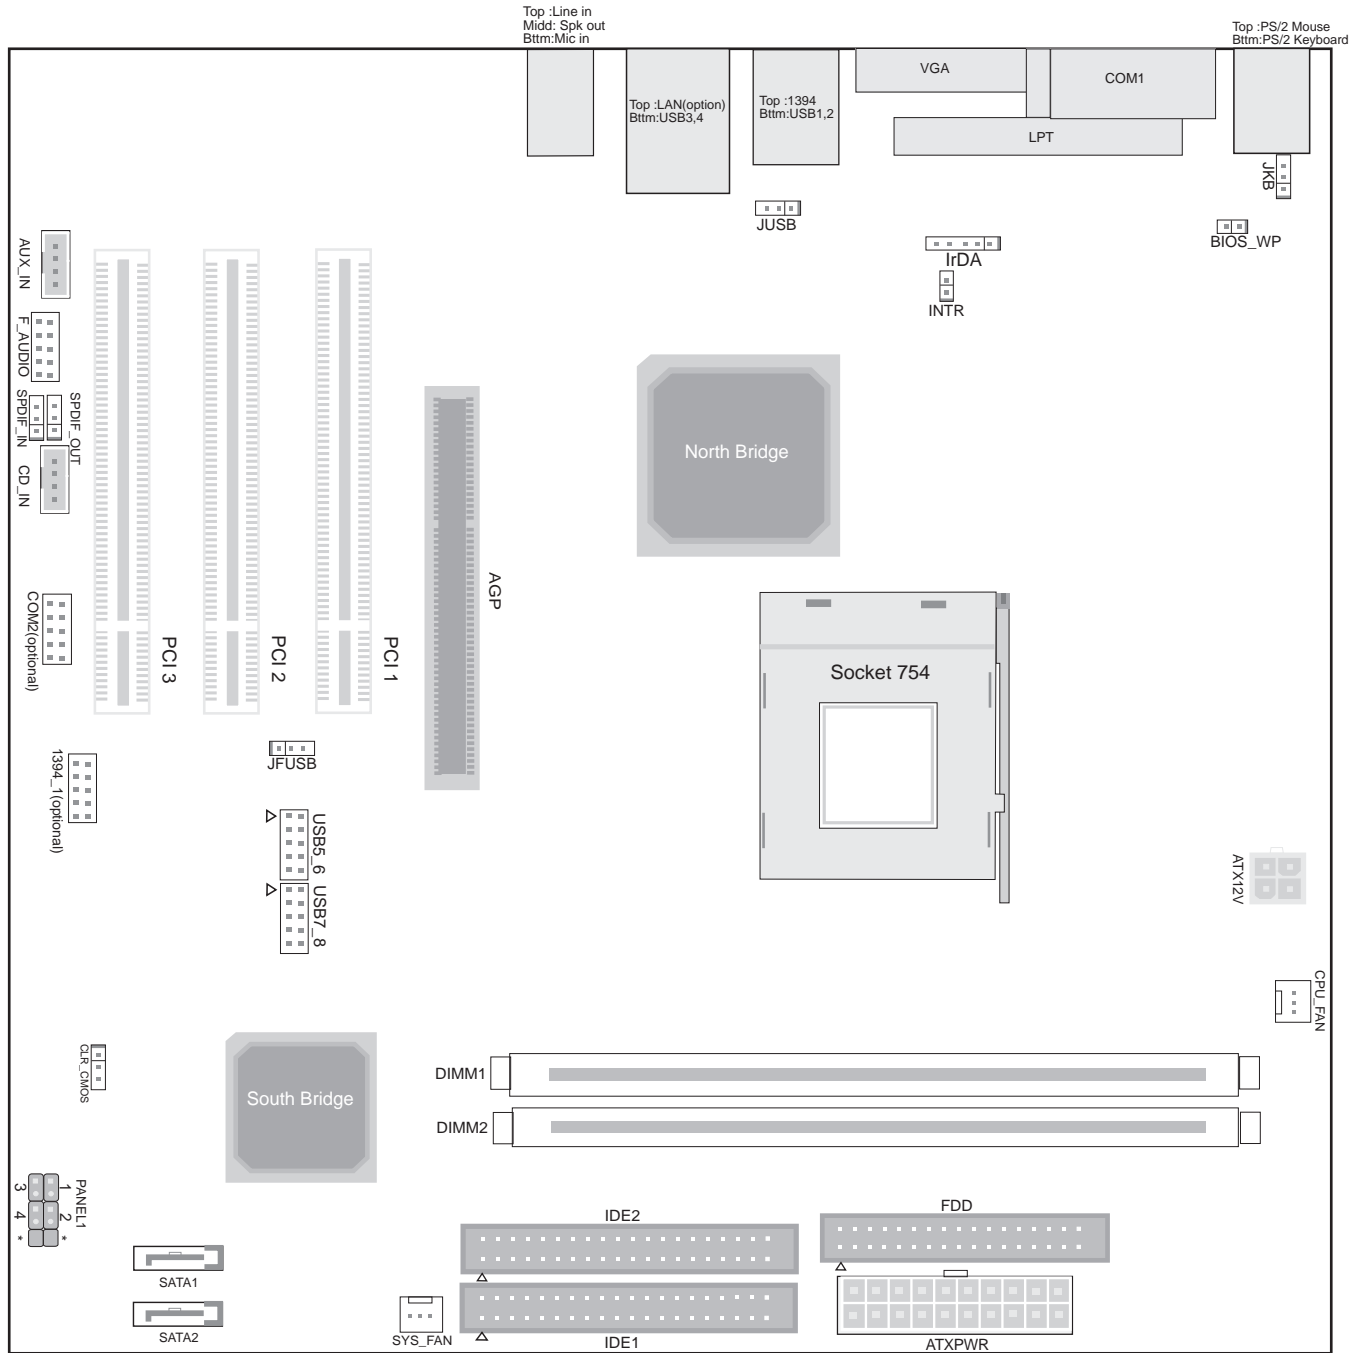 Top :Line in
Midd: Spk out
Bttm:Mic in
Top :PS/2 Mouse
Bttm:PS/2 Keyboard
VGA
COM1
Top :LAN(option)
Bttm:USB3,4
Top :1394
Bttm:USB1,2
LPT
JKB
JUSB
BIOS_WP
AUX_IN
IrDA
INTR
F_AUDIO
SPDIF_IN
SPDIF_OUT
North Bridge
CD_IN
AGP
COM2(optional)
PCI 3
PCI 2
PCI 1
Socket 754
JFUSB
1394_1(optional)
USB5_6
ATX12V
USB7_8
CPU_FAN
CLR_CMOS
DIMM1
South Bridge
DIMM2
PANEL1
1
2
*
3
4
*
IDE2
FDD
SATA1
SATA2
SYS_FAN
IDE1
ATXPWR